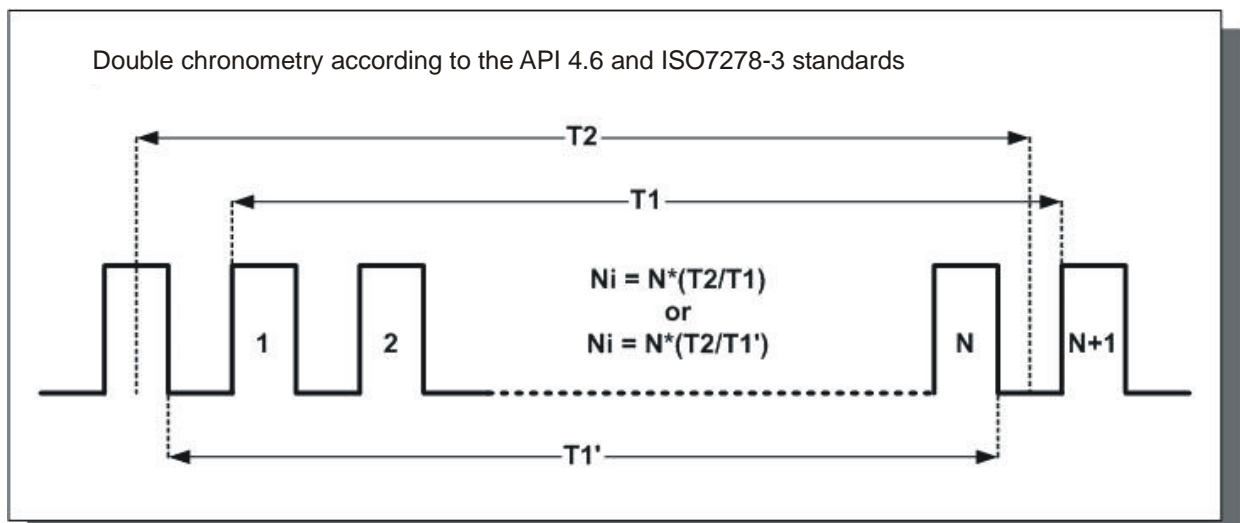 Double chronometry according to the API 4.6 and ISO7278-3 standards
T2
T1
Ni = N*(T2/T1)
or
Ni = N*(T2/T1')
1
2
N
N+1
T1'